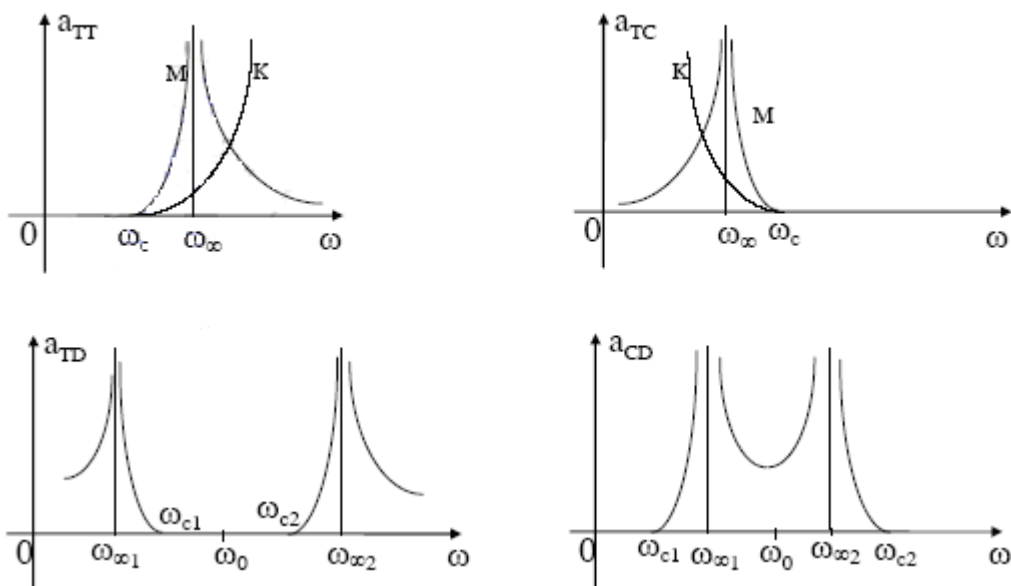 a_TT
M K
0 ω_c ω_∞ ω
a_TC
K M
0 ω_∞ ω_c ω
a_TD
ω_c1 ω_c2
0 ω_∞1 ω_0 ω_∞2 ω
a_CD
0 ω_c1 ω_∞1 ω_0 ω_∞2 ω_c2 ω